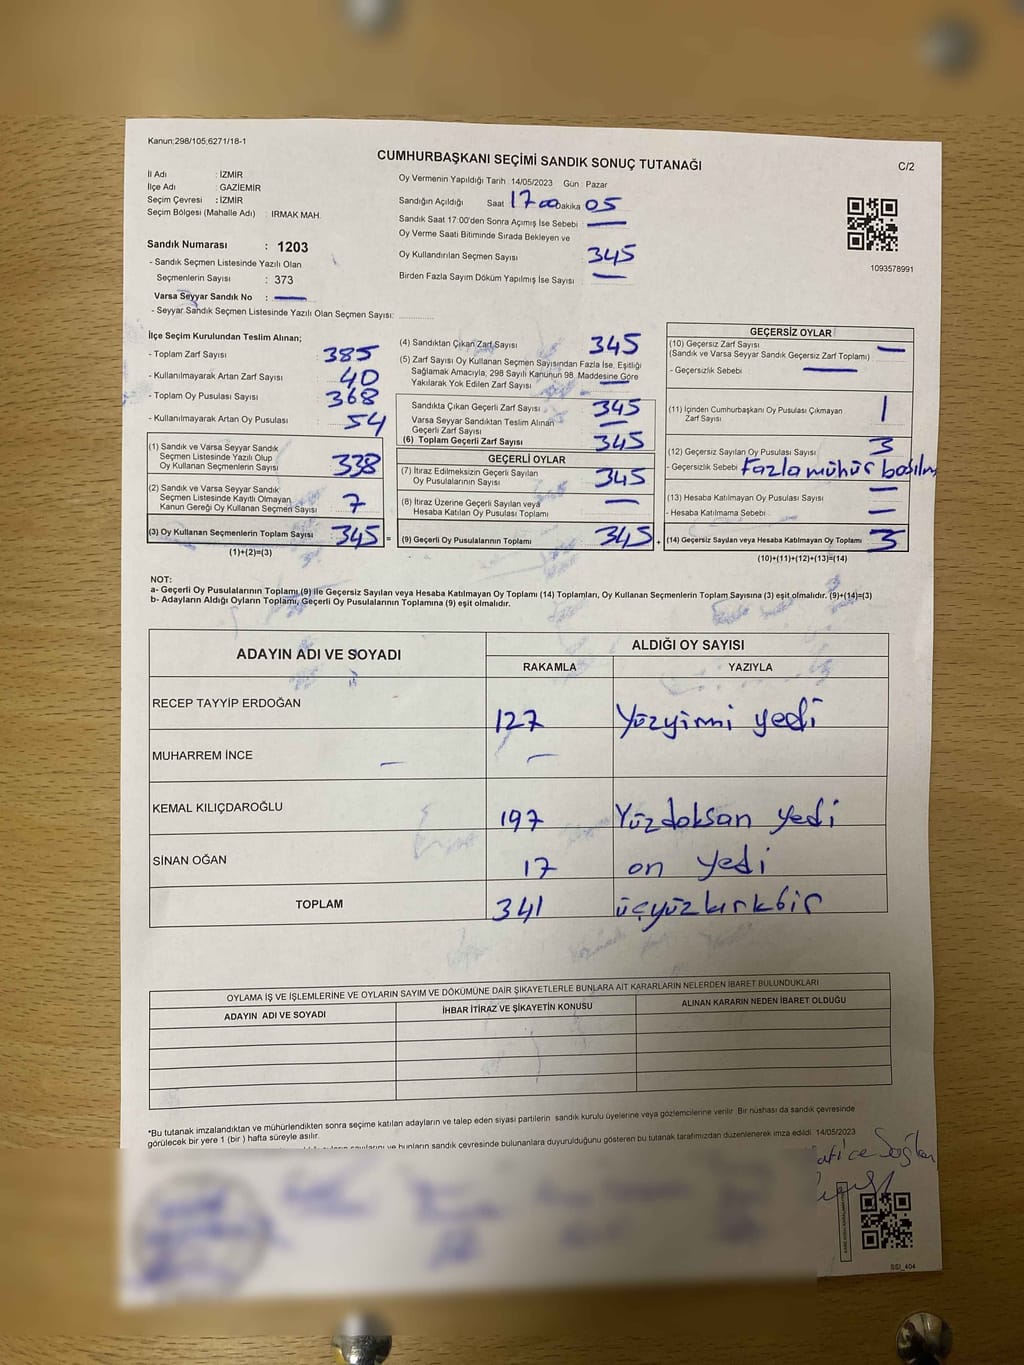 Kanun;298/105;6271/18-1
CUMHURBAŞKANI SEÇİMİ SANDIK SONUÇ TUTANAĞI
C/2
İl Adı : İZMİR
İlçe Adı : GAZİEMİR
Seçim Çevresi : İZMİR
Seçim Bölgesi (Mahalle Adı) : IRMAK MAH.
Sandık Numarası : 1203
- Sandık Seçmen Listesinde Yazılı Olan
Seçmenlerin Sayısı : 373
Varsa Seyyar Sandık No : —
- Seyyar Sandık Seçmen Listesinde Yazılı Olan Seçmen Sayısı:
Oy Vermenin Yapıldığı Tarih 14/05/2023 Gün : Pazar
Sandığın Açıldığı Saat 17 00 Dakika 05
Sandık Saat 17:00'den Sonra Açımış İse Sebebi : —
Oy Verme Saati Bitiminde Sırada Bekleyen ve
Oy Kullandırılan Seçmen Sayısı 345
Birden Fazla Sayım Döküm Yapılmış İse Sayısı : —
1093578991
İlçe Seçim Kurulundan Teslim Alınan;
- Toplam Zarf Sayısı : 385
- Kullanılmayarak Artan Zarf Sayısı : 40
- Toplam Oy Pusulası Sayısı : 368
- Kullanılmayarak Artan Oy Pusulası : 54
(1) Sandık ve Varsa Seyyar Sandık
Seçmen Listesinde Yazılı Olup
Oy Kullanan Seçmenlerin Sayısı 338
(2) Sandık ve Varsa Seyyar Sandık
Seçmen Listesinde Kayıtlı Olmayan
Kanun Gereği Oy Kullanan Seçmen Sayısı 7
(3) Oy Kullanan Seçmenlerin Toplam Sayısı 345 =
(1)+(2)=(3)
(4) Sandıktan Çıkan Zarf Sayısı 345
(5) Zarf Sayısı Oy Kullanan Seçmen Sayısından Fazla İse, Eşitliği
Sağlamak Amacıyla, 298 Sayılı Kanunun 98. Maddesine Göre
Yakılarak Yok Edilen Zarf Sayısı —
Sandıkta Çıkan Geçerli Zarf Sayısı 345
Varsa Seyyar Sandıktan Teslim Alınan
Geçerli Zarf Sayısı —
(6) Toplam Geçerli Zarf Sayısı 345
GEÇERLİ OYLAR
(7) İtiraz Edilmeksizin Geçerli Sayılan
Oy Pusulalarının Sayısı 345
(8) İtiraz Üzerine Geçerli Sayılan veya
Hesaba Katılan Oy Pusulası Toplamı —
(9) Geçerli Oy Pusulalarının Toplamı 345 +
GEÇERSİZ OYLAR
(10) Geçersiz Zarf Sayısı
(Sandık ve Varsa Seyyar Sandık Geçersiz Zarf Toplamı) —
- Geçersizlik Sebebi : —
(11) İçinden Cumhurbaşkanı Oy Pusulası Çıkmayan
Zarf Sayısı 1
(12) Geçersiz Sayılan Oy Pusulası Sayısı 3
- Geçersizlik Sebebi Fazla mühür basılmı
(13) Hesaba Katılmayan Oy Pusulası Sayısı —
- Hesaba Katılmama Sebebi : —
(14) Geçersiz Sayılan veya Hesaba Katılmayan Oy Toplamı 3
(10)+(11)+(12)+(13)=(14)
NOT:
a- Geçerli Oy Pusulalarının Toplamı (9) ile Geçersiz Sayılan veya Hesaba Katılmayan Oy Toplamı (14) Toplamları, Oy Kullanan Seçmenlerin Toplam Sayısına (3) eşit olmalıdır. (9)+(14)=(3)
b- Adayların Aldığı Oyların Toplamı, Geçerli Oy Pusulalarının Toplamına (9) eşit olmalıdır.
ADAYIN ADI VE SOYADI
ALDIĞI OY SAYISI
RAKAMLA YAZIYLA
RECEP TAYYİP ERDOĞAN 127 Yüzyirmi yedi
MUHARREM İNCE — —
KEMAL KILIÇDAROĞLU 197 Yüzdoksan yedi
SİNAN OĞAN 17 on yedi
TOPLAM 341 üçyüzkırkbir
OYLAMA İŞ VE İŞLEMLERİNE VE OYLARIN SAYIM VE DÖKÜMÜNE DAİR ŞİKAYETLERLE BUNLARA AİT KARARLARIN NELERDEN İBARET BULUNDUKLARI
ADAYIN ADI VE SOYADI İHBAR İTİRAZ VE ŞİKAYETİN KONUSU ALINAN KARARIN NEDEN İBARET OLDUĞU
*Bu tutanak imzalandıktan ve mühürlendikten sonra seçime katılan adayların ve talep eden siyasi partilerin sandık kurulu üyelerine veya gözlemcilerine verilir. Bir nüshası da sandık çevresinde
görülecek bir yere 1 (bir ) hafta süreyle asılır.
ve bunların sandık çevresinde bulunanlara duyurulduğunu gösteren bu tutanak tarafımızdan düzenlenerek imza edildi. 14/05/2023
SSI_404